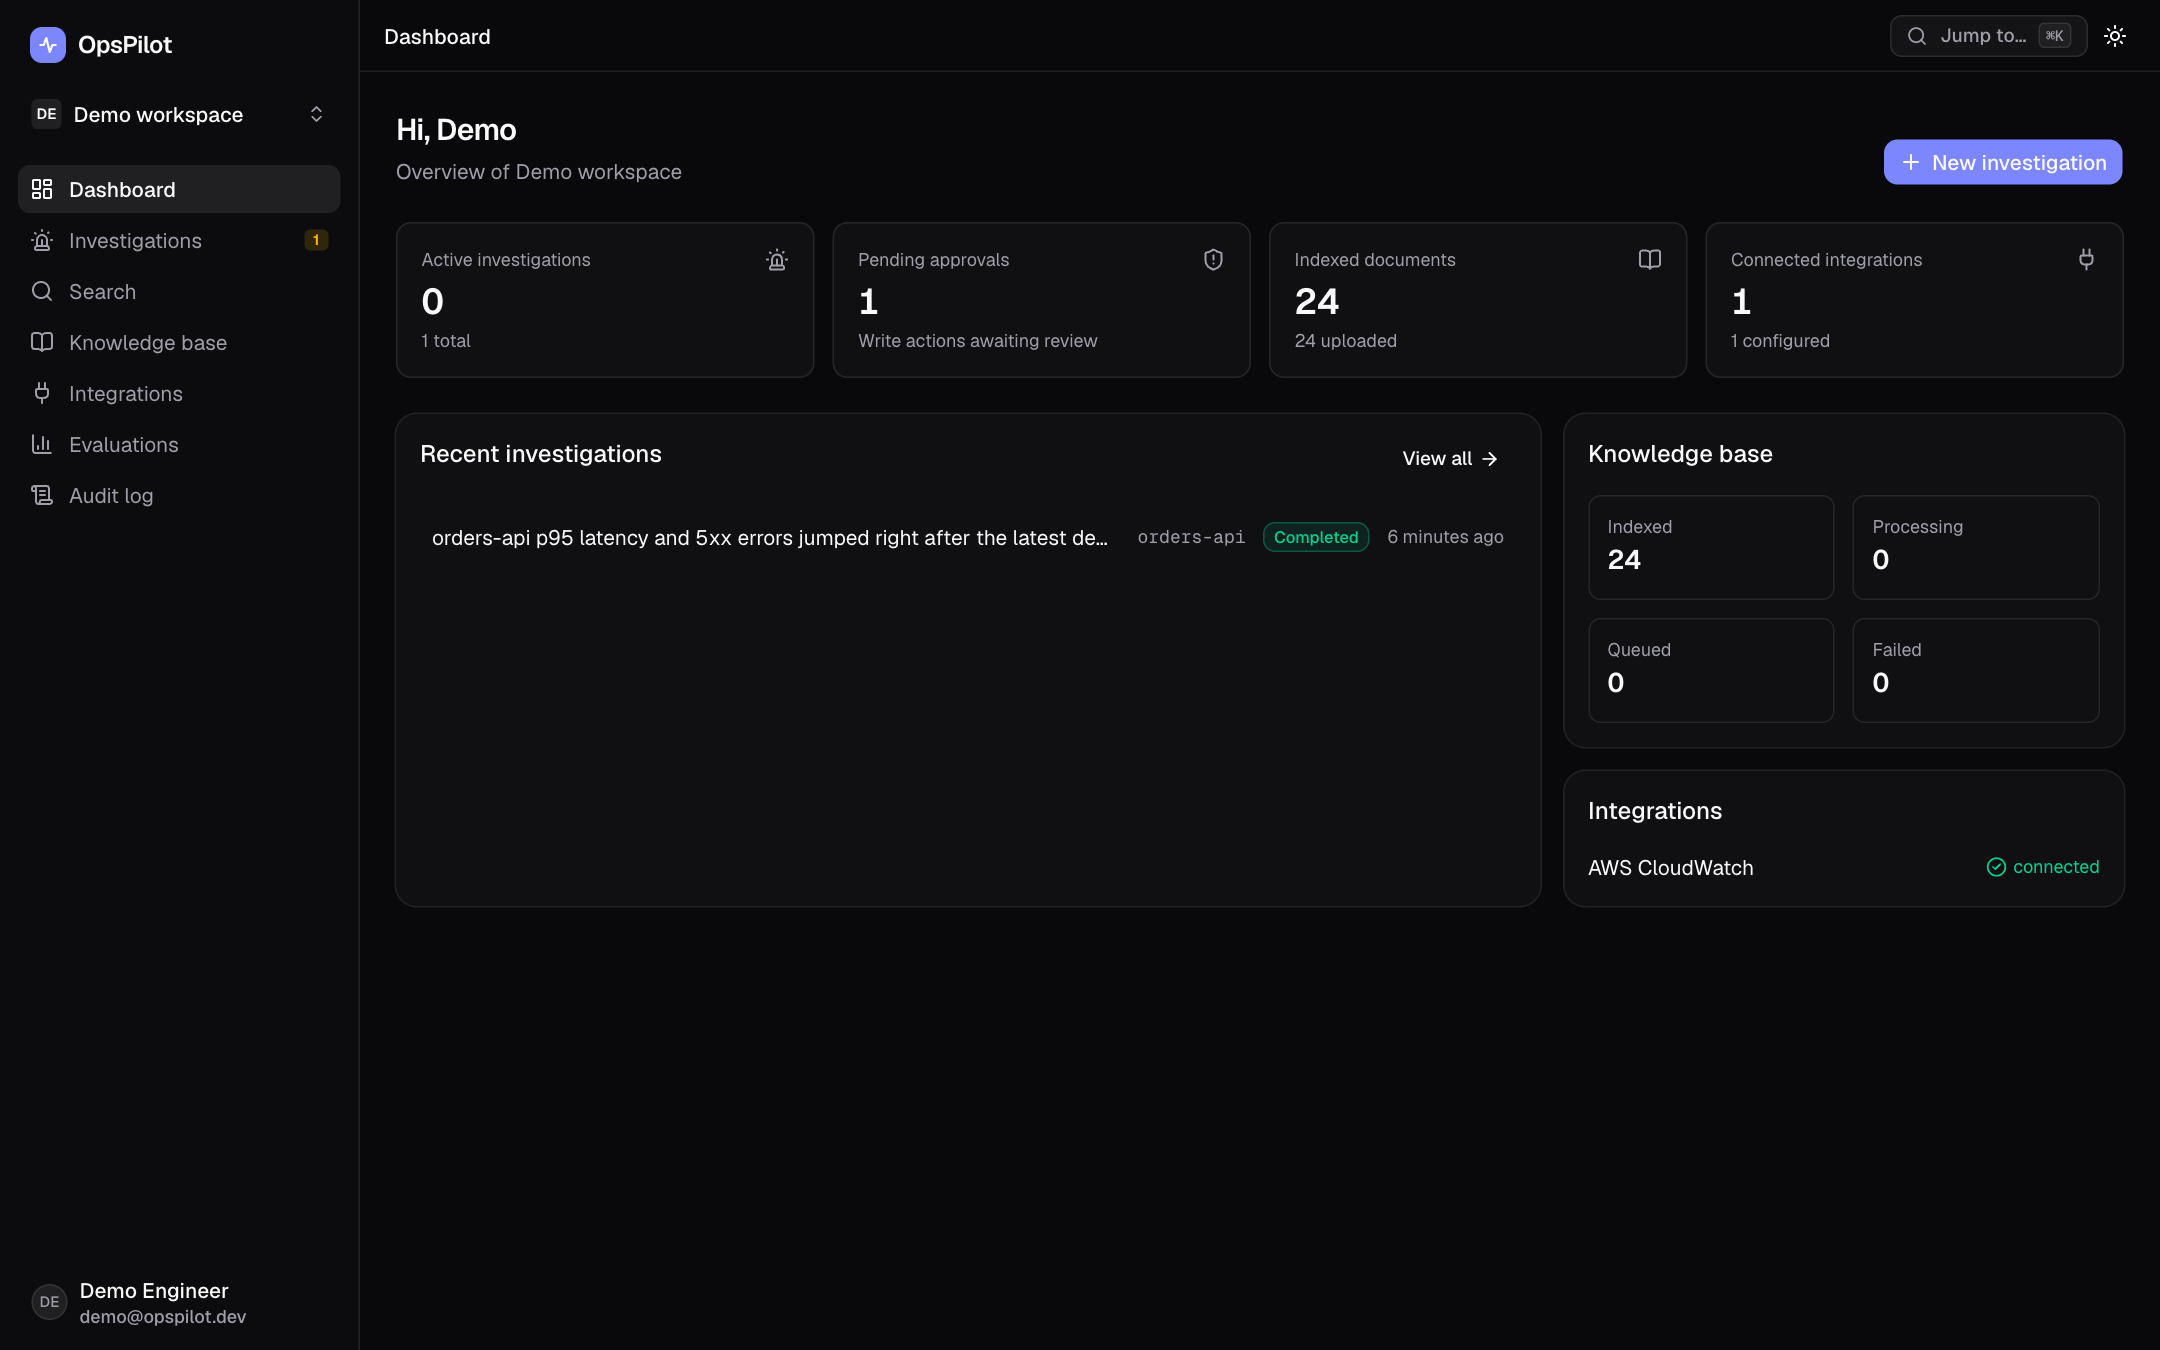 OpsPilot
DE Demo workspace
Dashboard
Investigations 1
Search
Knowledge base
Integrations
Evaluations
Audit log
DE
Demo Engineer
demo@opspilot.dev
Dashboard
Jump to... ⌘K
Hi, Demo
Overview of Demo workspace
New investigation
Active investigations
0
1 total
Pending approvals
1
Write actions awaiting review
Indexed documents
24
24 uploaded
Connected integrations
1
1 configured
Recent investigations
View all →
orders-api p95 latency and 5xx errors jumped right after the latest de... orders-api Completed 6 minutes ago
Knowledge base
Indexed
24
Processing
0
Queued
0
Failed
0
Integrations
AWS CloudWatch connected